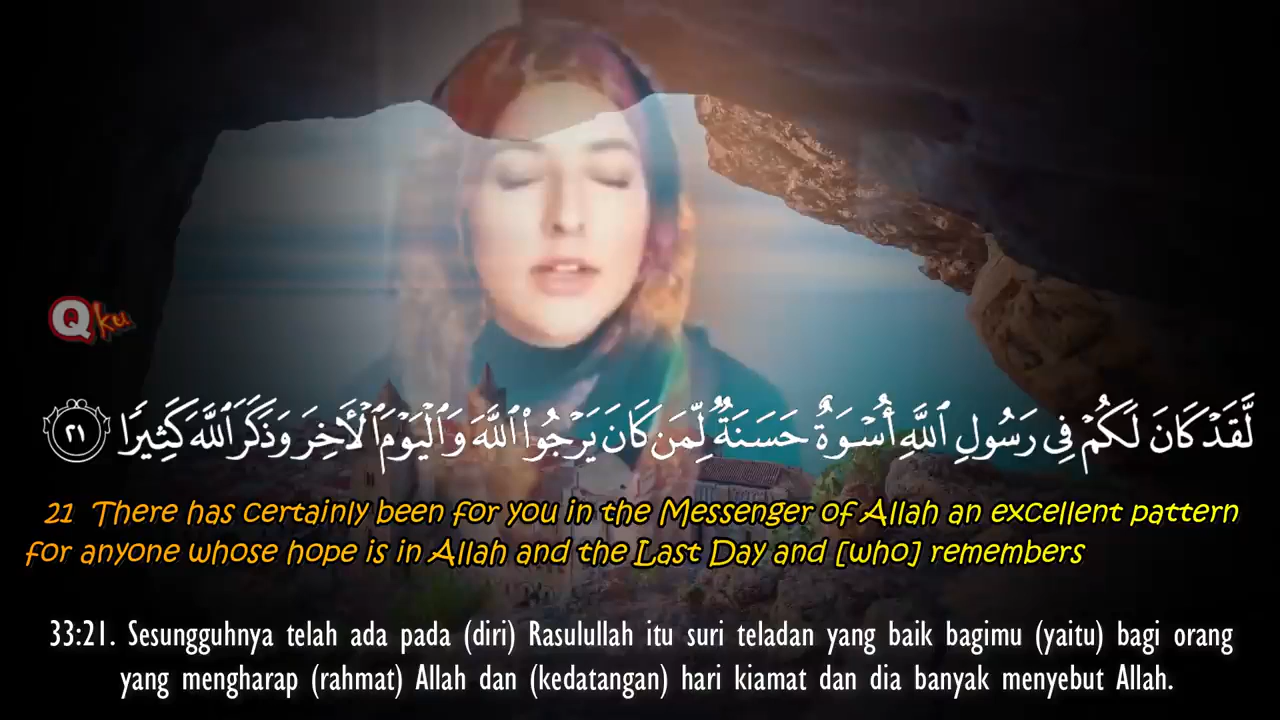 Qku
لَّقَدْ كَانَ لَكُمْ فِى رَسُولِ ٱللَّهِ أُسْوَةٌ حَسَنَةٌ لِّمَن كَانَ يَرْجُوا۟ ٱللَّهَ وَٱلْيَوْمَ ٱلْءَاخِرَ وَذَكَرَ ٱللَّهَ كَثِيرًا ٢١
21 There has certainly been for you in the Messenger of Allah an excellent pattern
for anyone whose hope is in Allah and the Last Day and [who] remembers
33:21. Sesungguhnya telah ada pada (diri) Rasulullah itu suri teladan yang baik bagimu (yaitu) bagi orang
yang mengharap (rahmat) Allah dan (kedatangan) hari kiamat dan dia banyak menyebut Allah.